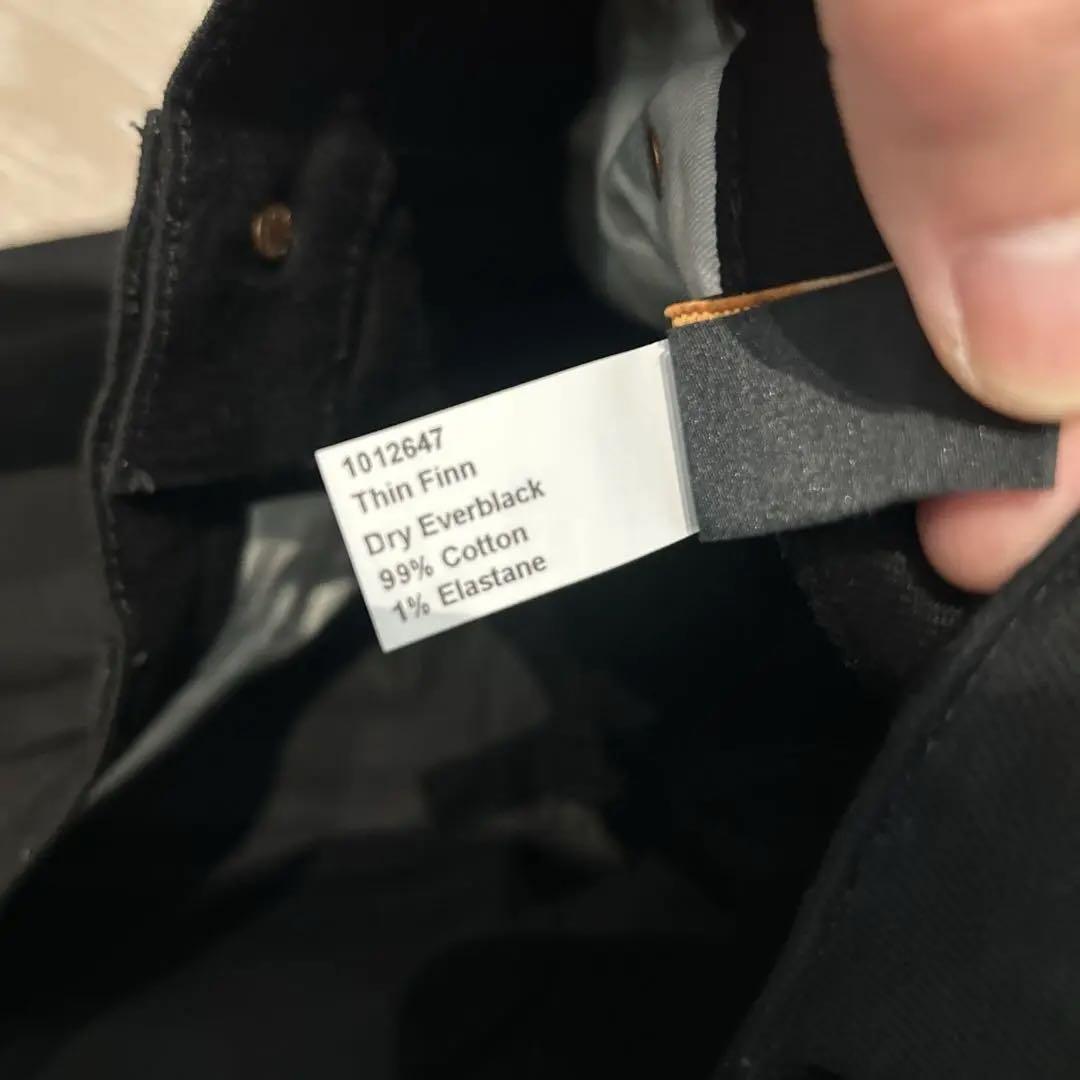 1012647
Thin Finn
Dry Everblack
99% Cotton
1% Elastane